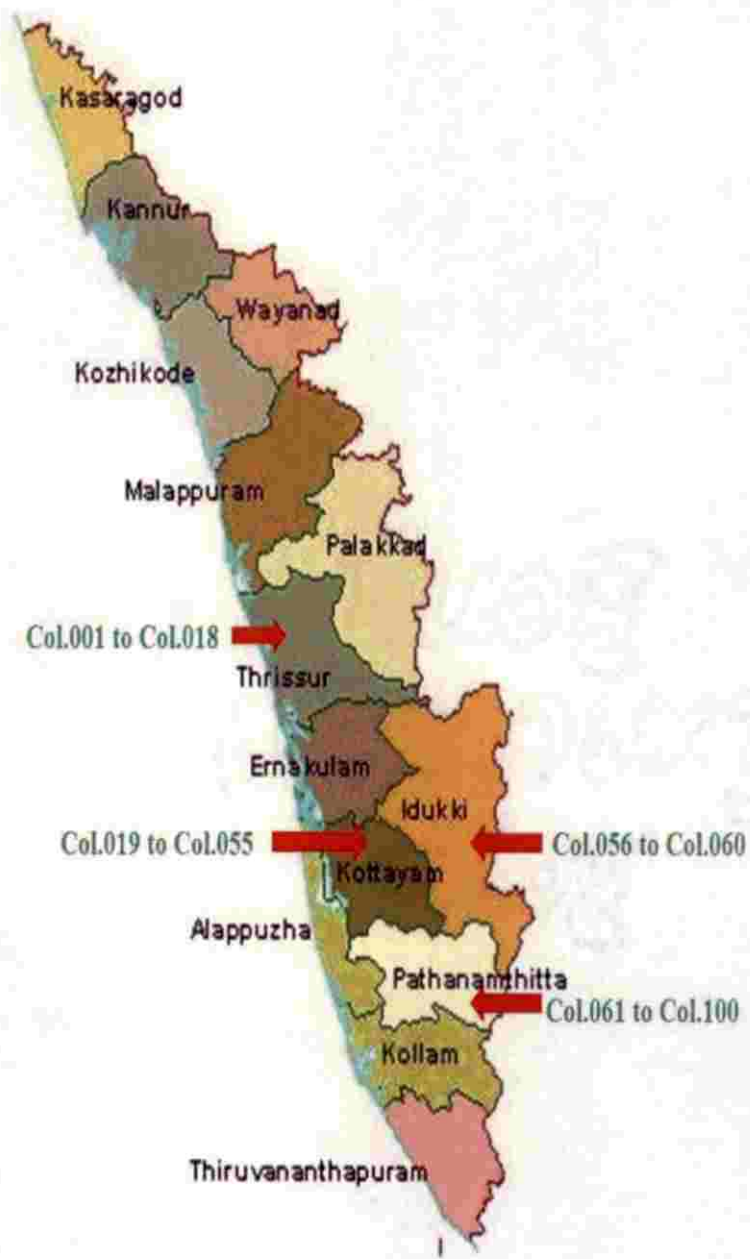 Kasaragod
Kannur
Wayanad
Kozhikode
Malappuram
Palakkad
Col.001 to Col.018
Thrissur
Ernakulam
Idukki
Col.019 to Col.055
Col.056 to Col.060
Kottayam
Alappuzha
Pathanamthitta
Col.061 to Col.100
Kollam
Thiruvananthapuram